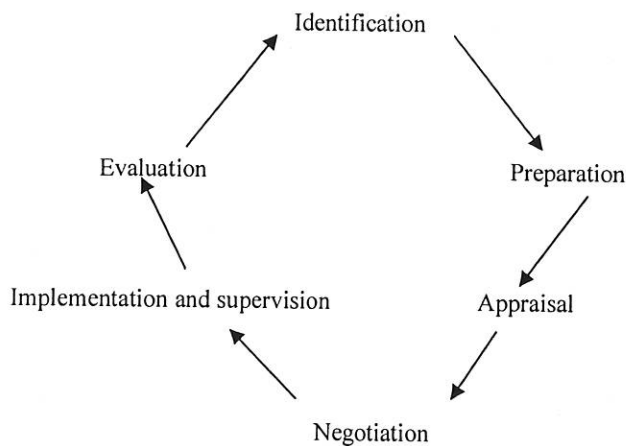 Identification
Evaluation
Preparation
Implementation and supervision
Appraisal
Negotiation